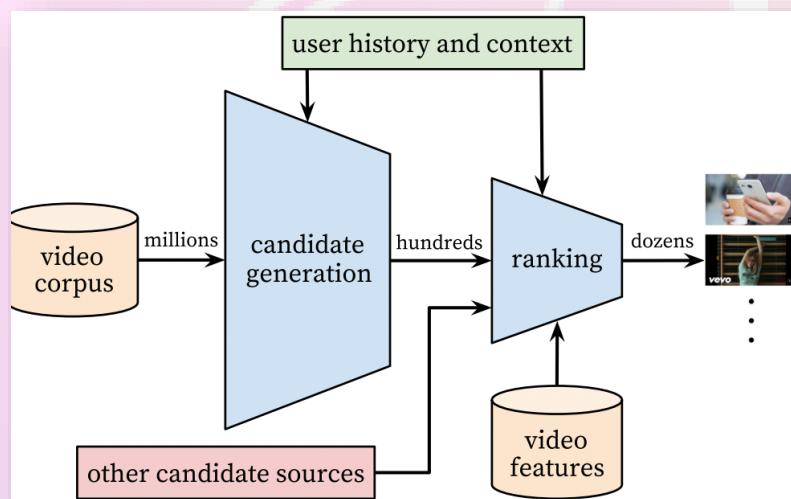 user history and context
video
corpus
millions
candidate
generation
hundreds
ranking
dozens
vevo
other candidate sources
video
features